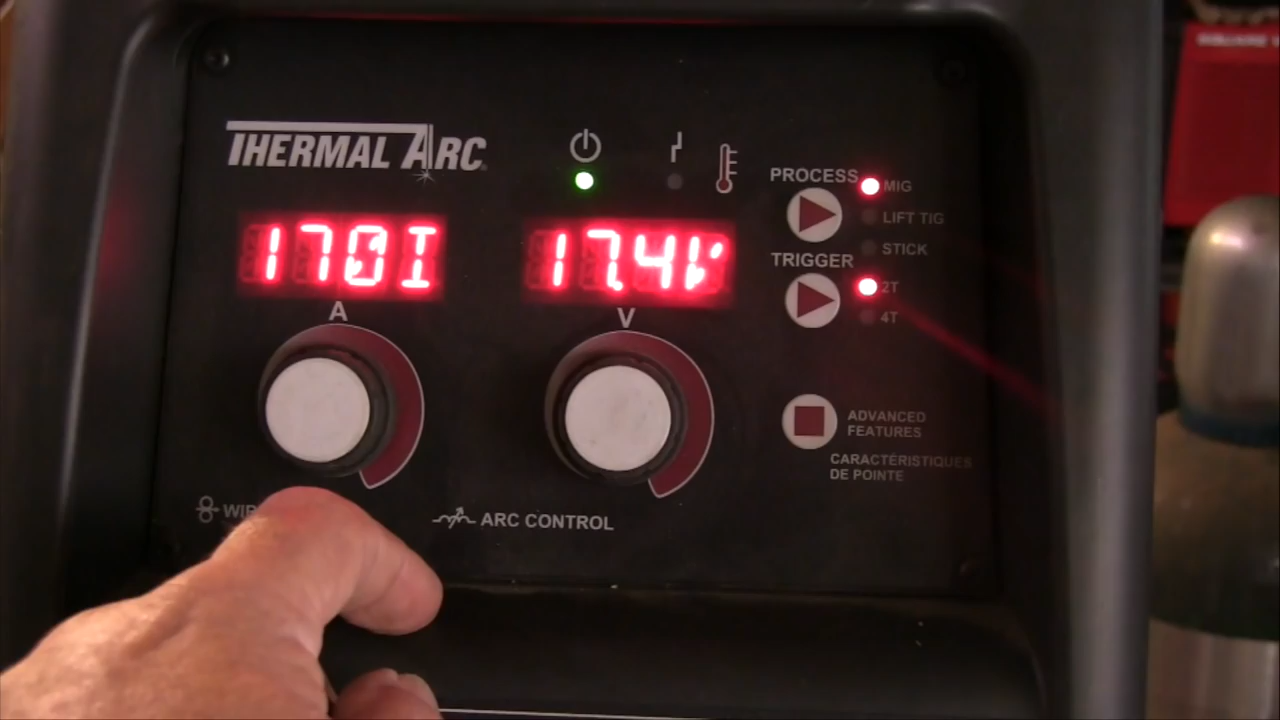 THERMAL ARC
170I
17.4V
A
V
PROCESS
MIG
LIFT TIG
STICK
TRIGGER
2T
4T
ADVANCED
FEATURES
CARACTÉRISTIQUES
DE POINTE
ARC CONTROL